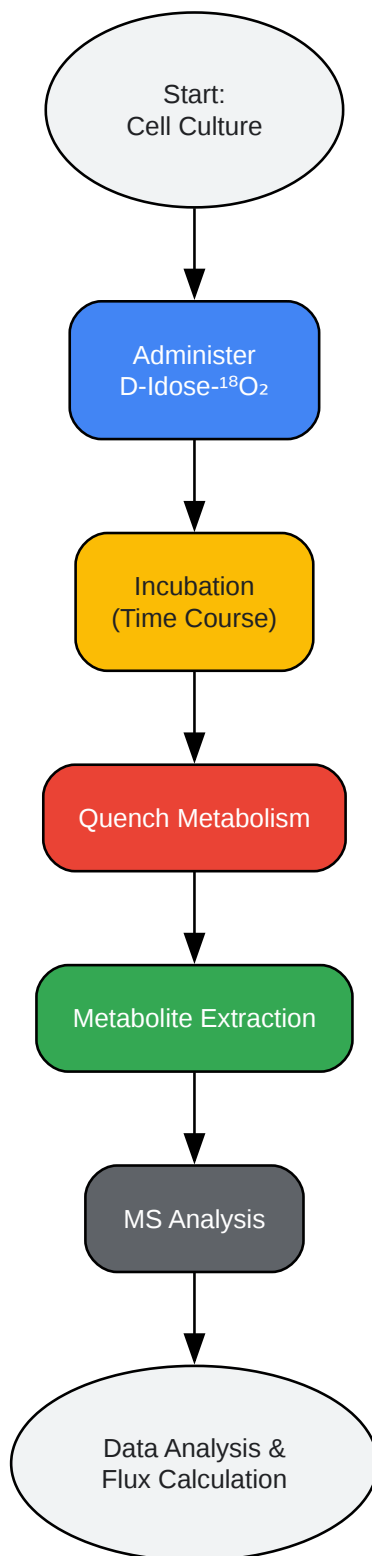 Start:
Cell Culture
Administer
D-Idose-¹⁸O₂
Incubation
(Time Course)
Quench Metabolism
Metabolite Extraction
MS Analysis
Data Analysis &
Flux Calculation